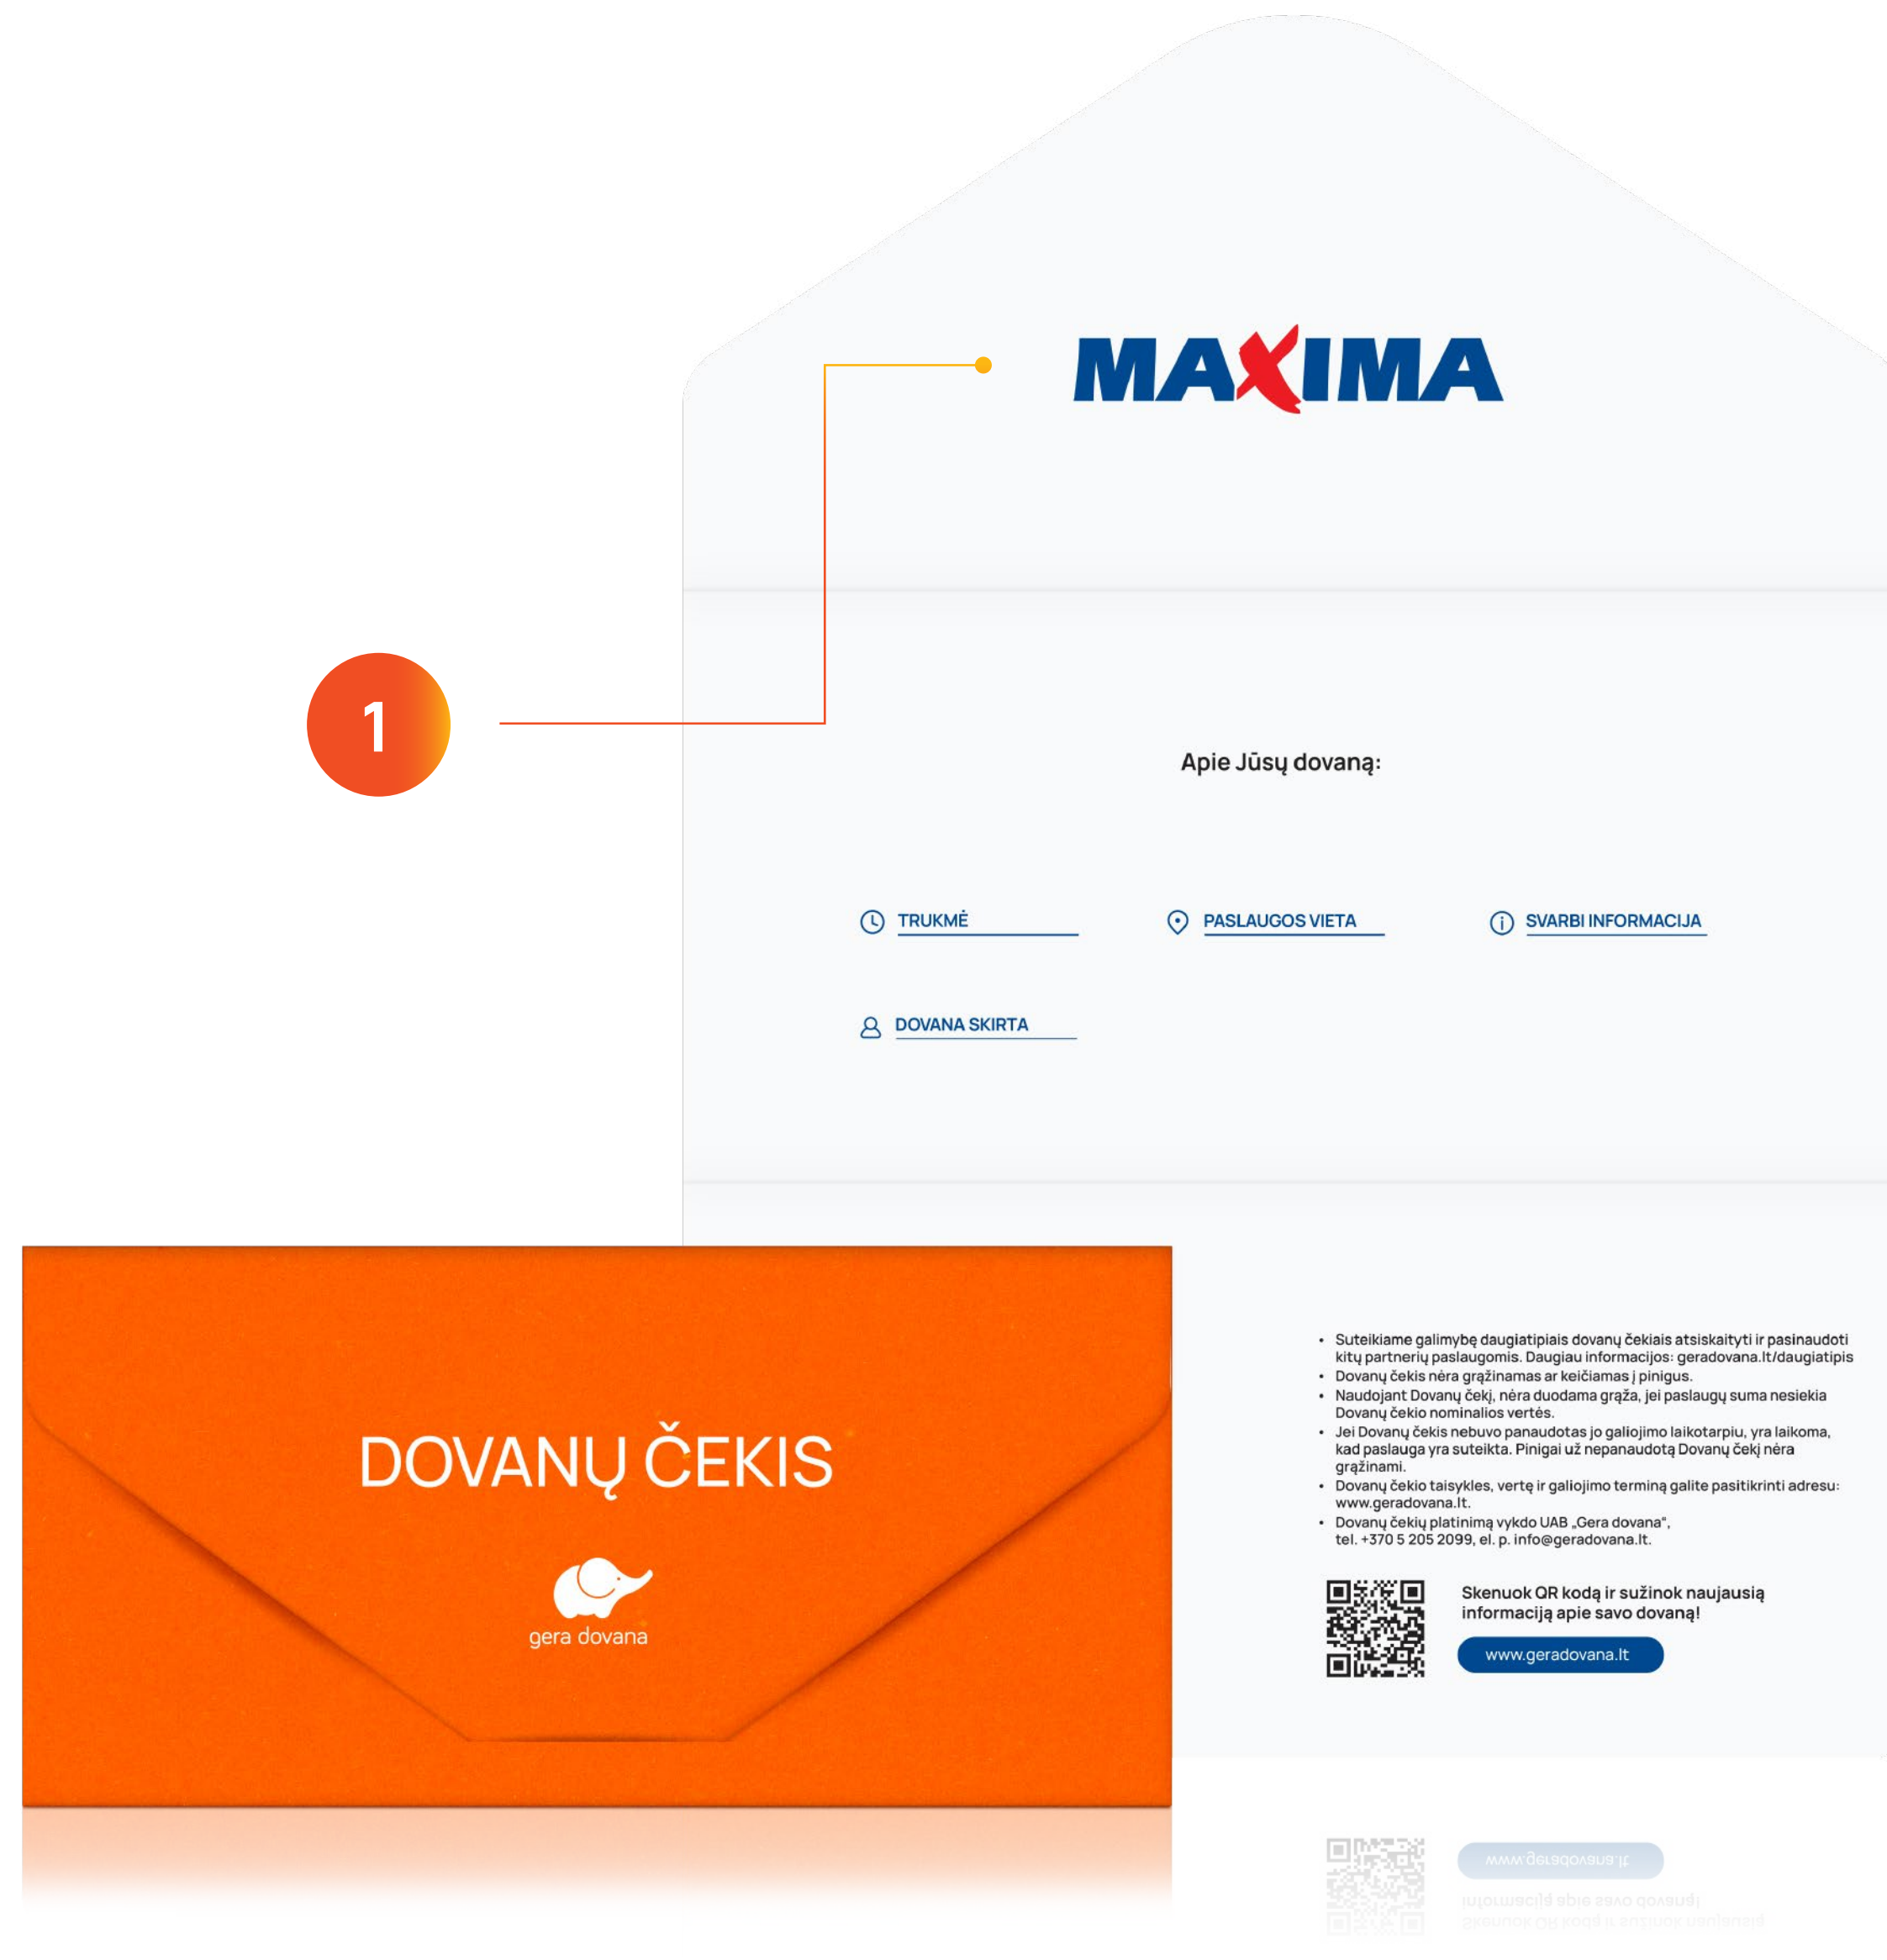 MAXIMA
1
Apie Jūsų dovaną:
TRUKMĖ
PASLAUGOS VIETA
SVARBI INFORMACIJA
DOVANA SKIRTA
DOVANŲ ČEKIS
gera dovana
• Suteikiame galimybę daugiatipiais dovanų čekiais atsiskaityti ir pasinaudoti
kitų partnerių paslaugomis. Daugiau informacijos: geradovana.lt/daugiatipis
• Dovanų čekis nėra grąžinamas ar keičiamas į pinigus.
• Naudojant Dovanų čekį, nėra duodama grąža, jei paslaugų suma nesiekia
Dovanų čekio nominalios vertės.
• Jei Dovanų čekis nebuvo panaudotas jo galiojimo laikotarpiu, yra laikoma,
kad paslauga yra suteikta. Pinigai už nepanaudotą Dovanų čekį nėra
grąžinami.
• Dovanų čekio taisykles, vertę ir galiojimo terminą galite pasitikrinti adresu:
www.geradovana.lt.
• Dovanų čekių platinimą vykdo UAB „Gera dovana“,
tel. +370 5 205 2099, el. p. info@geradovana.lt.
Skenuok QR kodą ir sužinok naujausią
informaciją apie savo dovaną!
www.geradovana.lt